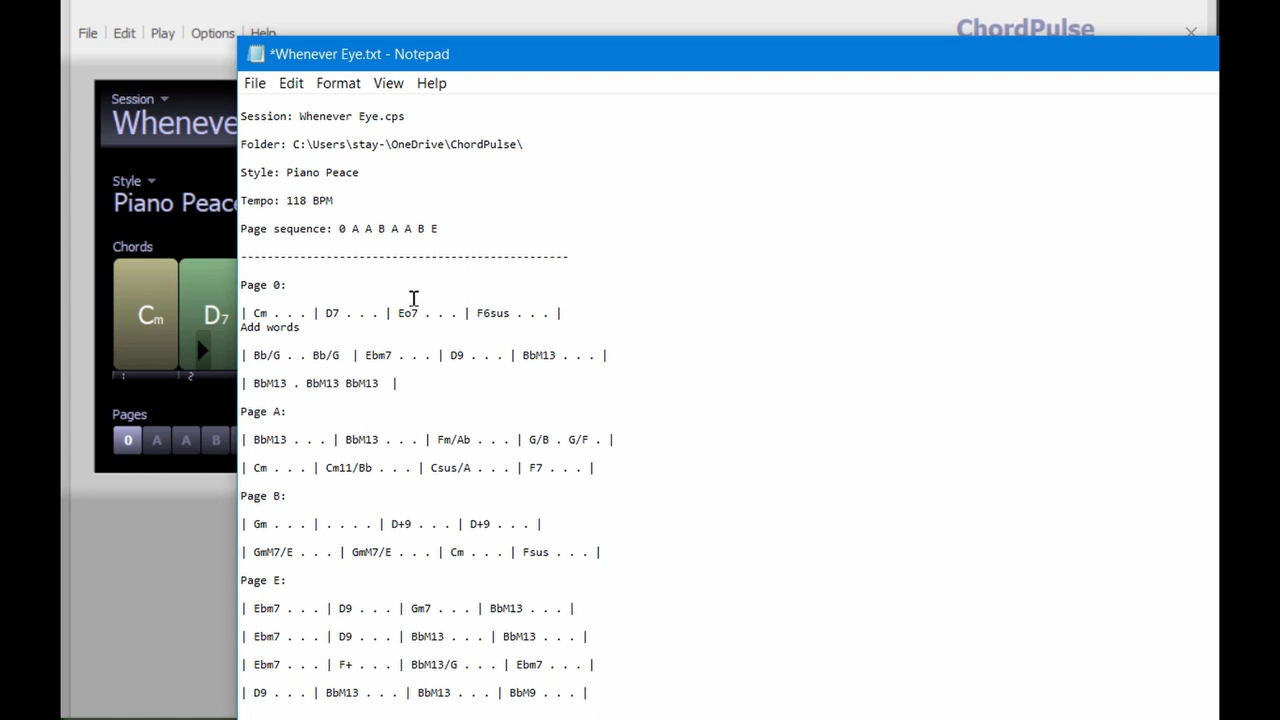 File Edit Play Options Help
ChordPulse
*Whenever Eye.txt - Notepad
File Edit Format View Help
Session
Wheneve
Style
Piano Peac
Chords
Cm D7
2
Pages
0 A A B
Session: Whenever Eye.cps
Folder: C:\Users\stay-\OneDrive\ChordPulse\
Style: Piano Peace
Tempo: 118 BPM
Page sequence: 0 A A B A A B E
--------------------------------------------------
Page 0:
| Cm . . . | D7 . . . | Eo7 . . . | F6sus . . . |
Add words
| Bb/G . . Bb/G  | Ebm7 . . . | D9 . . . | BbM13 . . . |
| BbM13 . BbM13 BbM13  |
Page A:
| BbM13 . . . | BbM13 . . . | Fm/Ab . . . | G/B . G/F . |
| Cm . . . | Cm11/Bb . . . | Csus/A . . . | F7 . . . |
Page B:
| Gm . . . | . . . . | D+9 . . . | D+9 . . . |
| GmM7/E . . . | GmM7/E . . . | Cm . . . | Fsus . . . |
Page E:
| Ebm7 . . . | D9 . . . | Gm7 . . . | BbM13 . . . |
| Ebm7 . . . | D9 . . . | BbM13 . . . | BbM13 . . . |
| Ebm7 . . . | F+ . . . | BbM13/G . . . | Ebm7 . . . |
| D9 . . . | BbM13 . . . | BbM13 . . . | BbM9 . . . |